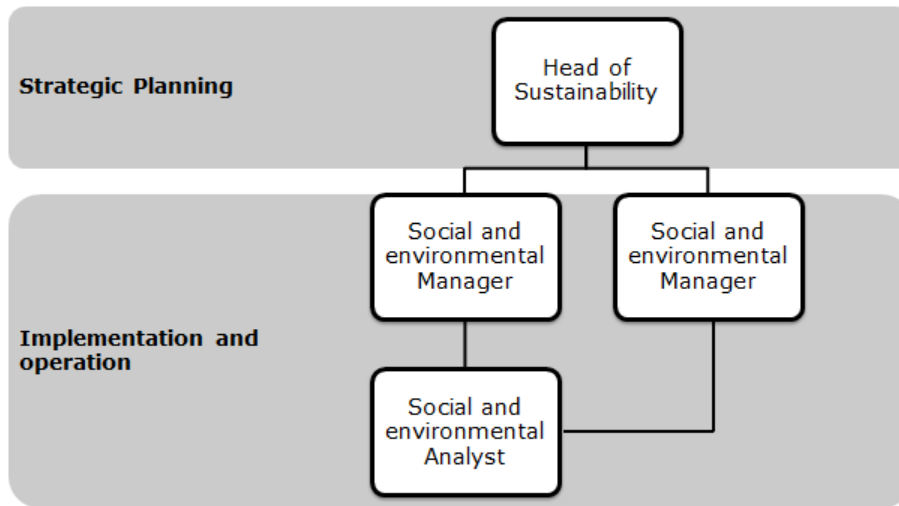 Strategic Planning
Head of
Sustainability
Social and
environmental
Manager
Social and
environmental
Manager
Implementation and
operation
Social and
environmental
Analyst